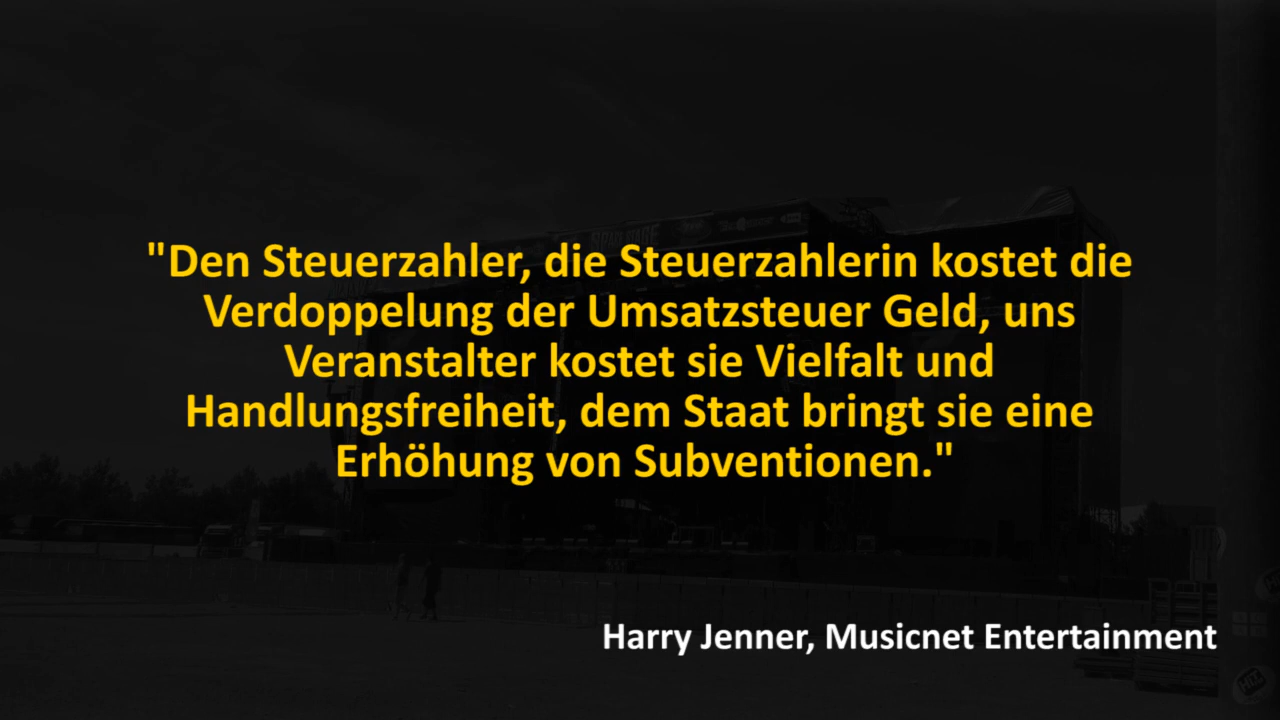 "Den Steuerzahler, die Steuerzahlerin kostet die
Verdoppelung der Umsatzsteuer Geld, uns
Veranstalter kostet sie Vielfalt und
Handlungsfreiheit, dem Staat bringt sie eine
Erhöhung von Subventionen."
Harry Jenner, Musicnet Entertainment